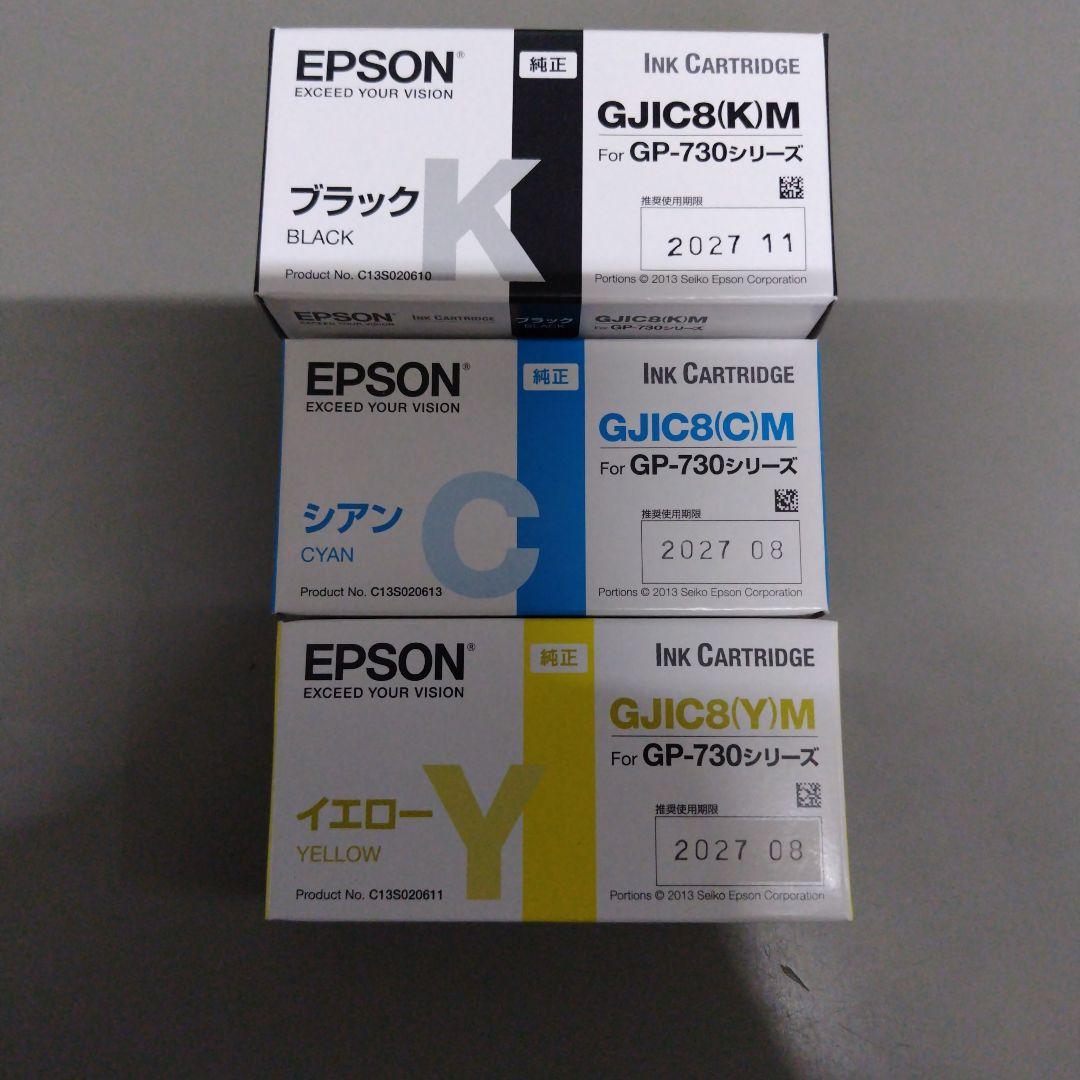 EPSON®
EXCEED YOUR VISION
純正
INK CARTRIDGE
GJIC8(K)M
For GP-730シリーズ
K
ブラック
BLACK
推奨使用期限
2027 11
Product No. C13S020610
Portions © 2013 Seiko Epson Corporation
EPSON®
EXCEED YOUR VISION
INK CARTRIDGE
ブラック
BLACK
GJIC8(K)M
For GP-730シリーズ
EPSON®
EXCEED YOUR VISION
純正
INK CARTRIDGE
GJIC8(C)M
For GP-730シリーズ
C
シアン
CYAN
推奨使用期限
2027 08
Product No. C13S020613
Portions © 2013 Seiko Epson Corporation
EPSON®
EXCEED YOUR VISION
純正
INK CARTRIDGE
GJIC8(Y)M
For GP-730シリーズ
Y
イエロー
YELLOW
推奨使用期限
2027 08
Product No. C13S020611
Portions © 2013 Seiko Epson Corporation